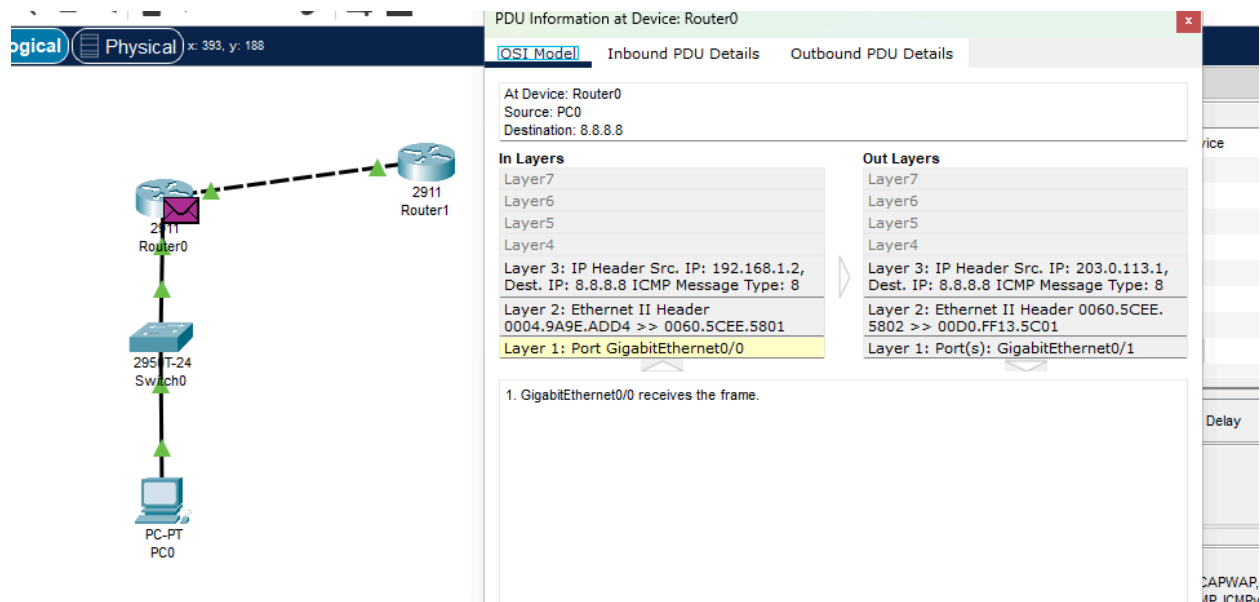 PDU Information at Device: Router0
x
ogical
Physical
x: 393, y: 188
OSI Model
Inbound PDU Details
Outbound PDU Details
At Device: Router0
Source: PC0
Destination: 8.8.8.8
In Layers
Layer7
Layer6
Layer5
Layer4
Layer 3: IP Header Src. IP: 192.168.1.2,
Dest. IP: 8.8.8.8 ICMP Message Type: 8
Layer 2: Ethernet II Header
0004.9A9E.ADD4 >> 0060.5CEE.5801
Layer 1: Port GigabitEthernet0/0
Out Layers
Layer7
Layer6
Layer5
Layer4
Layer 3: IP Header Src. IP: 203.0.113.1,
Dest. IP: 8.8.8.8 ICMP Message Type: 8
Layer 2: Ethernet II Header 0060.5CEE.
5802 >> 00D0.FF13.5C01
Layer 1: Port(s): GigabitEthernet0/1
1. GigabitEthernet0/0 receives the frame.
2911
Router1
2911
Router0
2950T-24
Switch0
PC-PT
PC0
vice
Delay
CAPWAP,